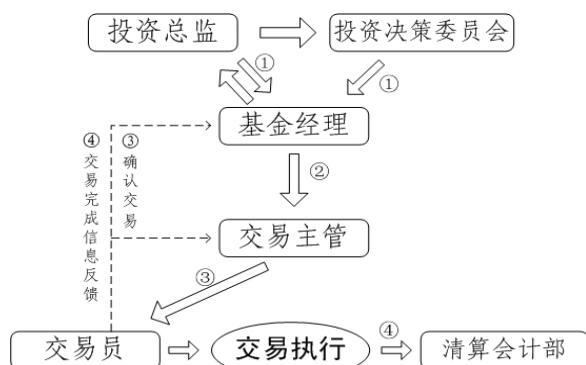 投资总监
投资决策委员会
①
①
基金经理
④交易完成信息反馈
③确认交易
②
交易主管
③
交易员
交易执行
④
清算会计部